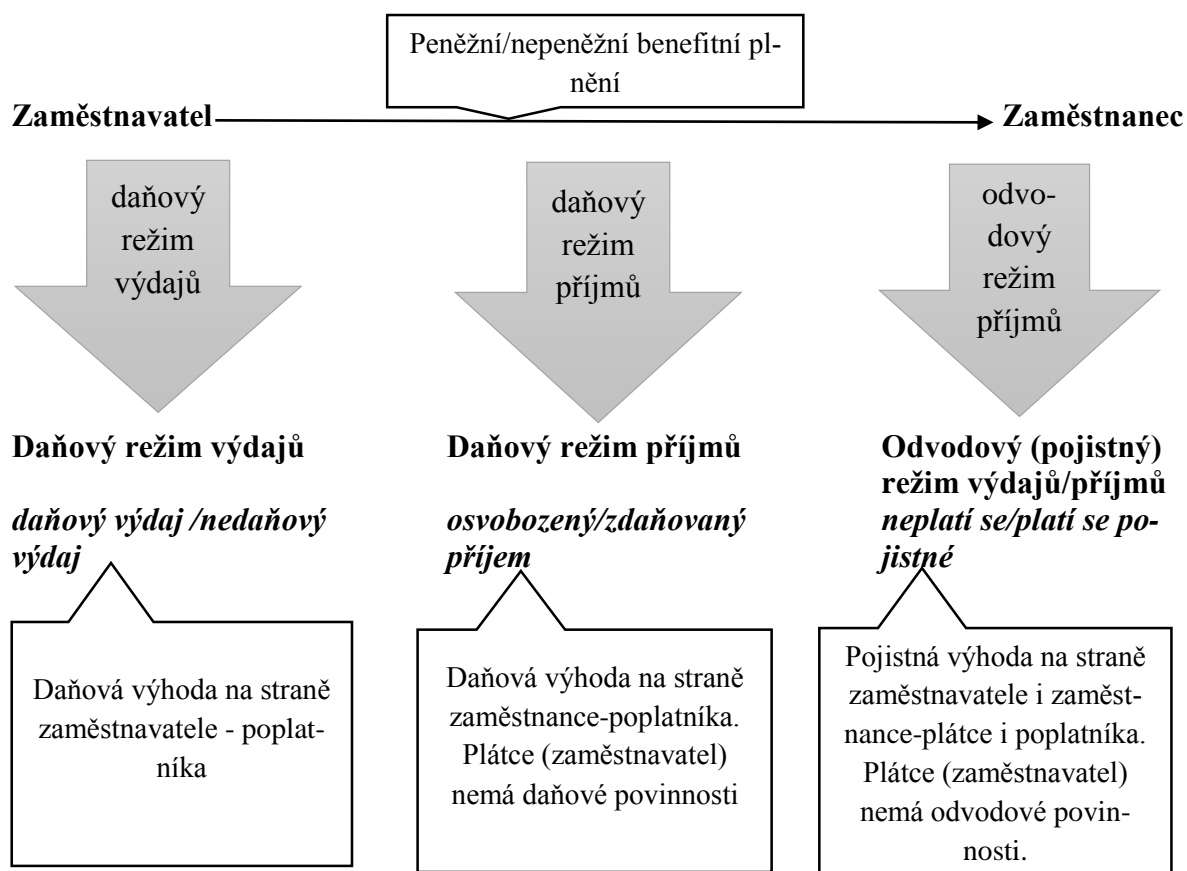 Peněžní/nepeněžní benefitní pl-
nění
Zaměstnavatel
Zaměstnanec
daňový
režim
výdajů
daňový
režim
příjmů
odvo-
dový
režim
příjmů
Daňový režim výdajů
daňový výdaj /nedaňový
výdaj
Daňový režim příjmů
osvobozený/zdaňovaný
příjem
Odvodový (pojistný)
režim výdajů/příjmů
neplatí se/platí se po-
jistné
Daňová výhoda na straně
zaměstnavatele - poplat-
níka
Daňová výhoda na straně
zaměstnance-poplatníka.
Plátce (zaměstnavatel)
nemá daňové povinnosti
Pojistná výhoda na straně
zaměstnavatele i zaměst-
nance-plátce i poplatníka.
Plátce (zaměstnavatel)
nemá odvodové povin-
nosti.